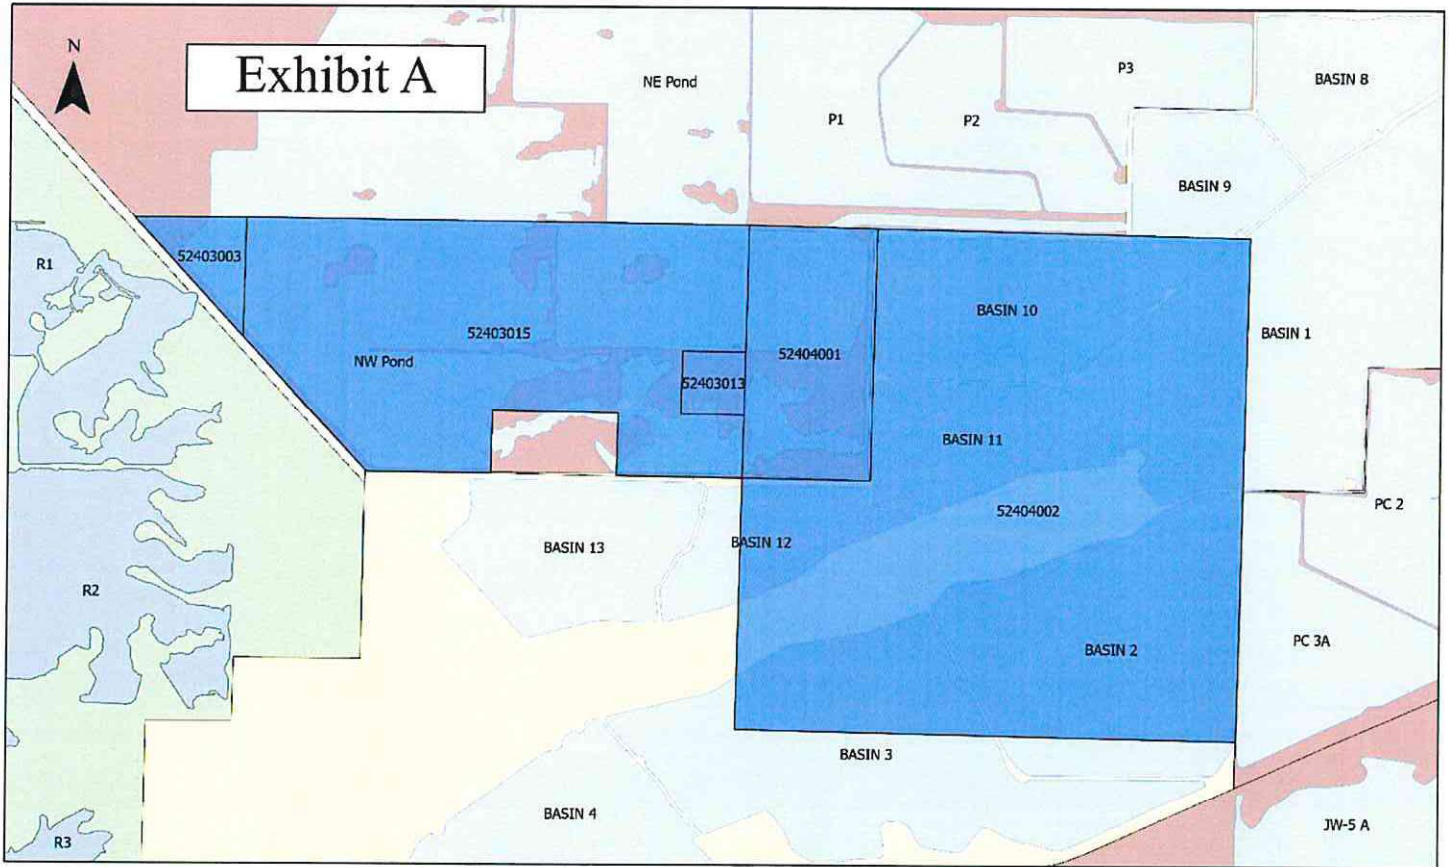 N
Exhibit A
NE Pond
P1
P2
P3
BASIN 8
BASIN 9
52403003
R1
BASIN 10
52403015
NW Pond
52404001
BASIN 1
52403013
BASIN 11
52404002
PC 2
BASIN 13
BASIN 12
R2
PC 3A
BASIN 2
BASIN 3
BASIN 4
JW-5 A
R3